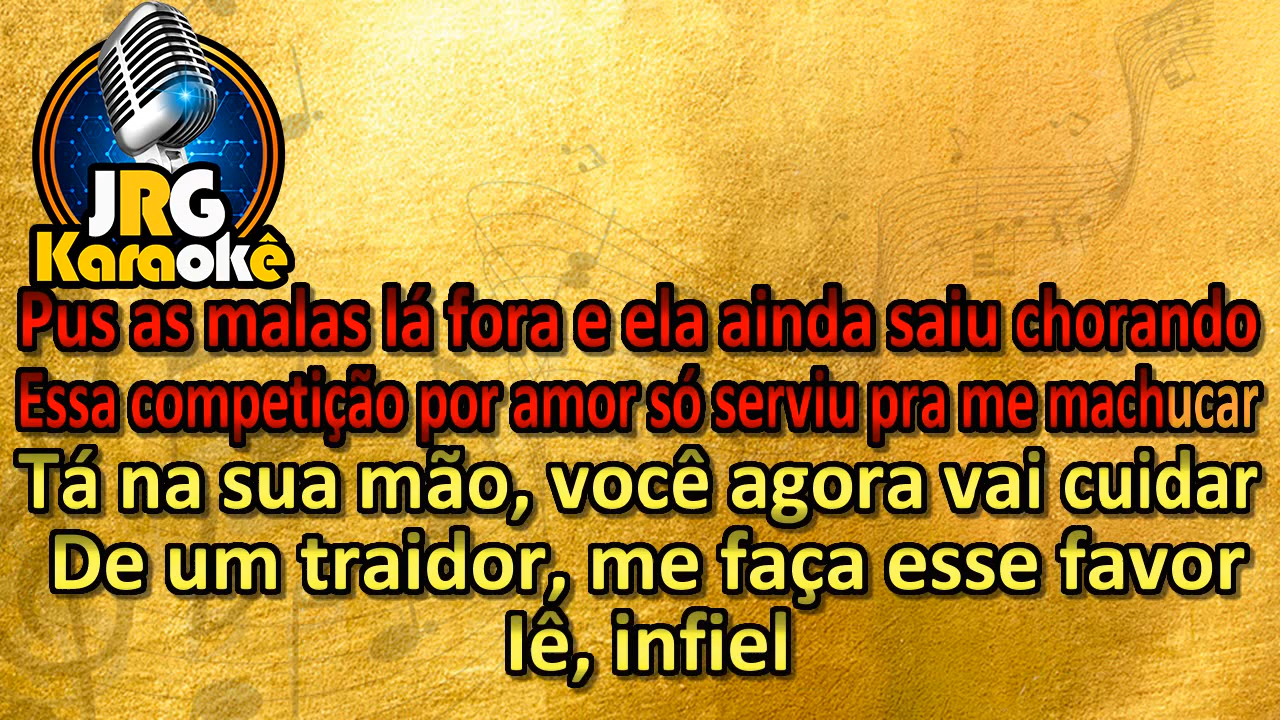 JRG
Karaokê
Pus as malas lá fora e ela ainda saiu chorando
Essa competição por amor só serviu pra me machucar
Tá na sua mão, você agora vai cuidar
De um traidor, me faça esse favor
Iê, infiel